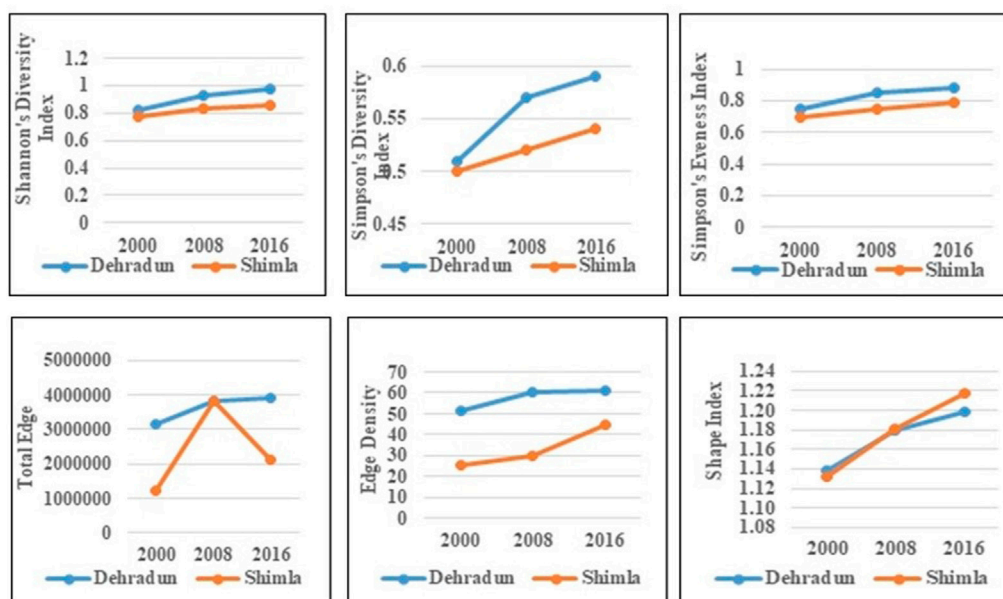 Shannon's Diversity
Index
1.2
1
0.8
0.6
0.4
0.2
0
2000 2008 2016
Dehradun Shimla
Simpson's Diversity
Index
0.6
0.55
0.5
0.45
2000 2008 2016
Dehradun Shimla
Simpson's Eveness Index
1
0.8
0.6
0.4
0.2
0
2000 2008 2016
Dehradun Shimla
Total Edge
5000000
4000000
3000000
2000000
1000000
0
2000 2008 2016
Dehradun Shimla
Edge Density
70
60
50
40
30
20
10
0
2000 2008 2016
Dehradun Shimla
Shape Index
1.24
1.22
1.20
1.18
1.16
1.14
1.12
1.10
1.08
2000 2008 2016
Dehradun Shimla